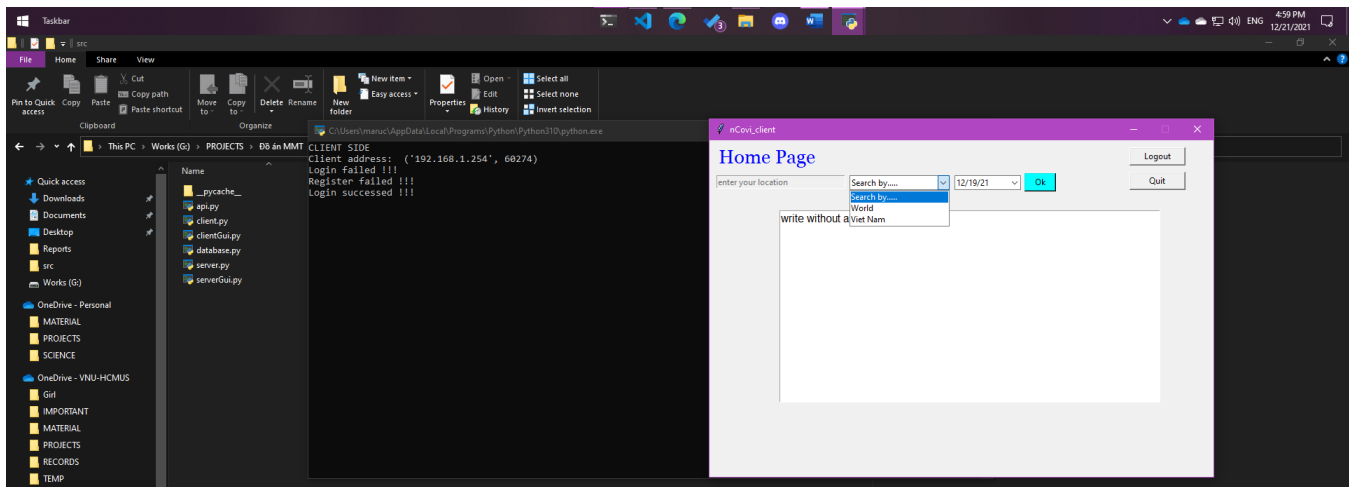 Taskbar
ENG
4:59 PM
12/21/2021
3
src
File Home Share View
Pin to Quick access
Copy
Paste
Cut
Copy path
Paste shortcut
Move to
Copy to
Delete
Rename
New folder
New item
Easy access
Properties
Open
Edit
History
Select all
Select none
Invert selection
Clipboard
Organize
This PC > Works (G:) > PROJECTS > Đồ án MMT
Quick access
Downloads
Documents
Desktop
Reports
src
Works (G:)
OneDrive - Personal
MATERIAL
PROJECTS
SCIENCE
OneDrive - VNU-HCMUS
Girl
IMPORTANT
MATERIAL
PROJECTS
RECORDS
TEMP
Name
__pycache__
api.py
client.py
clientGui.py
database.py
server.py
serverGui.py
C:\Users\maruc\AppData\Local\Programs\Python\Python310\python.exe
CLIENT SIDE
Client address:  ('192.168.1.254', 60274)
Login failed !!!
Register failed !!!
Login successed !!!
nCovi_client
Home Page
Logout
enter your location
Search by.....
12/19/21
Ok
Quit
Search by.....
World
Viet Nam
write without a